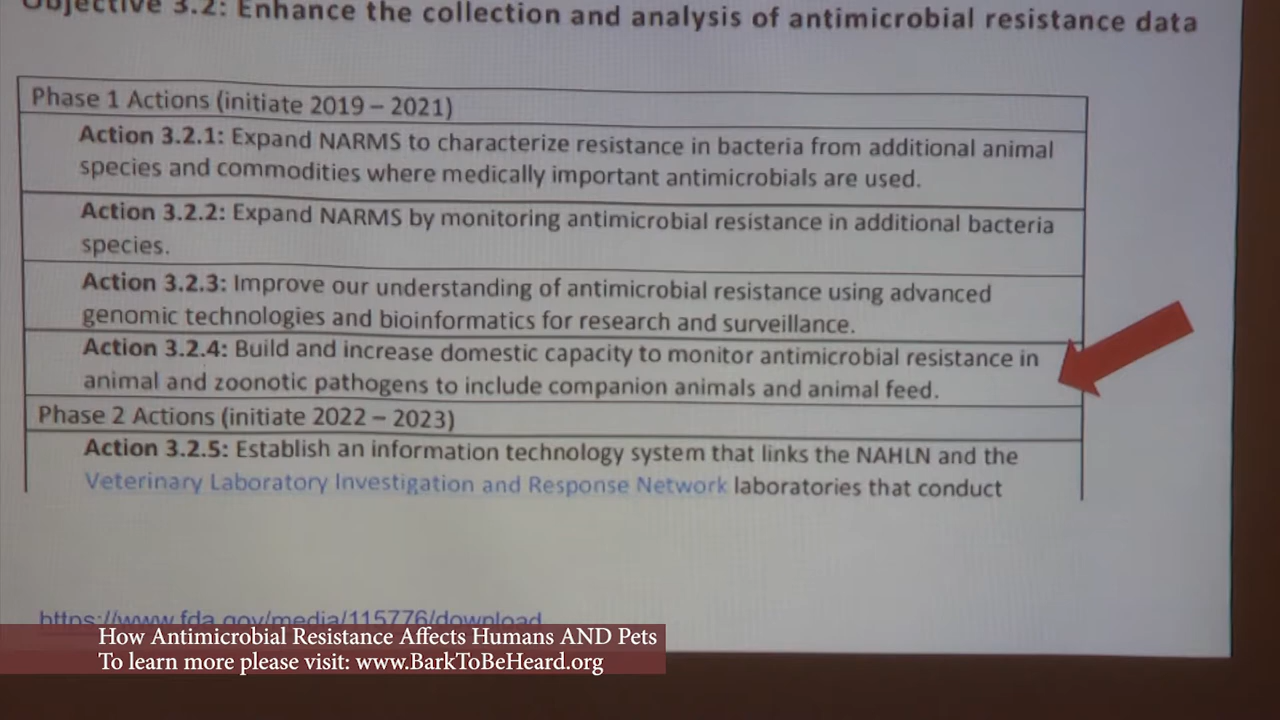 Objective 3.2: Enhance the collection and analysis of antimicrobial resistance data
Phase 1 Actions (initiate 2019 – 2021)
Action 3.2.1: Expand NARMS to characterize resistance in bacteria from additional animal
species and commodities where medically important antimicrobials are used.
Action 3.2.2: Expand NARMS by monitoring antimicrobial resistance in additional bacteria
species.
Action 3.2.3: Improve our understanding of antimicrobial resistance using advanced
genomic technologies and bioinformatics for research and surveillance.
Action 3.2.4: Build and increase domestic capacity to monitor antimicrobial resistance in
animal and zoonotic pathogens to include companion animals and animal feed.
Phase 2 Actions (initiate 2022 – 2023)
Action 3.2.5: Establish an information technology system that links the NAHLN and the
Veterinary Laboratory Investigation and Response Network laboratories that conduct
https://www.fda.gov/media/115776/download
How Antimicrobial Resistance Affects Humans AND Pets
To learn more please visit: www.BarkToBeHeard.org